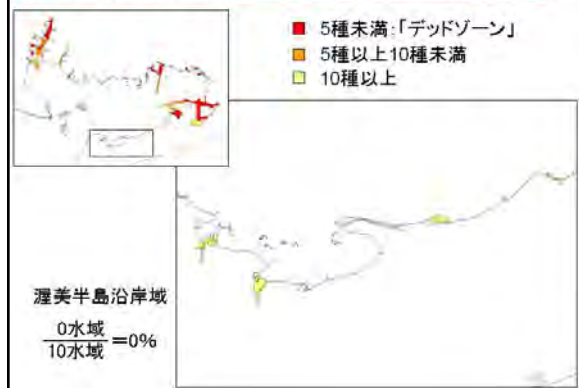 5種未満:「デッドゾーン」
5種以上10種未満
10種以上
渥美半島沿岸域
0水域
10水域
=0%